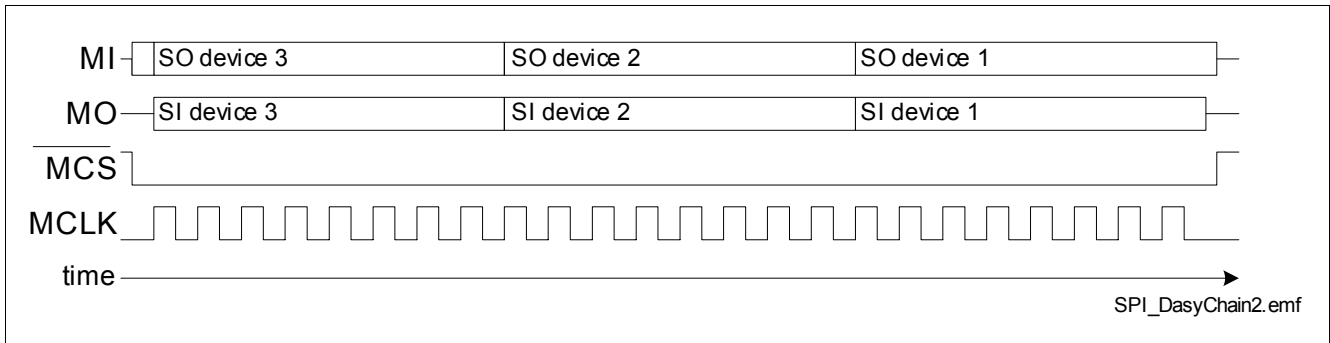 MI SO device 3 SO device 2 SO device 1
MO SI device 3 SI device 2 SI device 1
MCS
MCLK
time
SPI_DasyChain2.emf